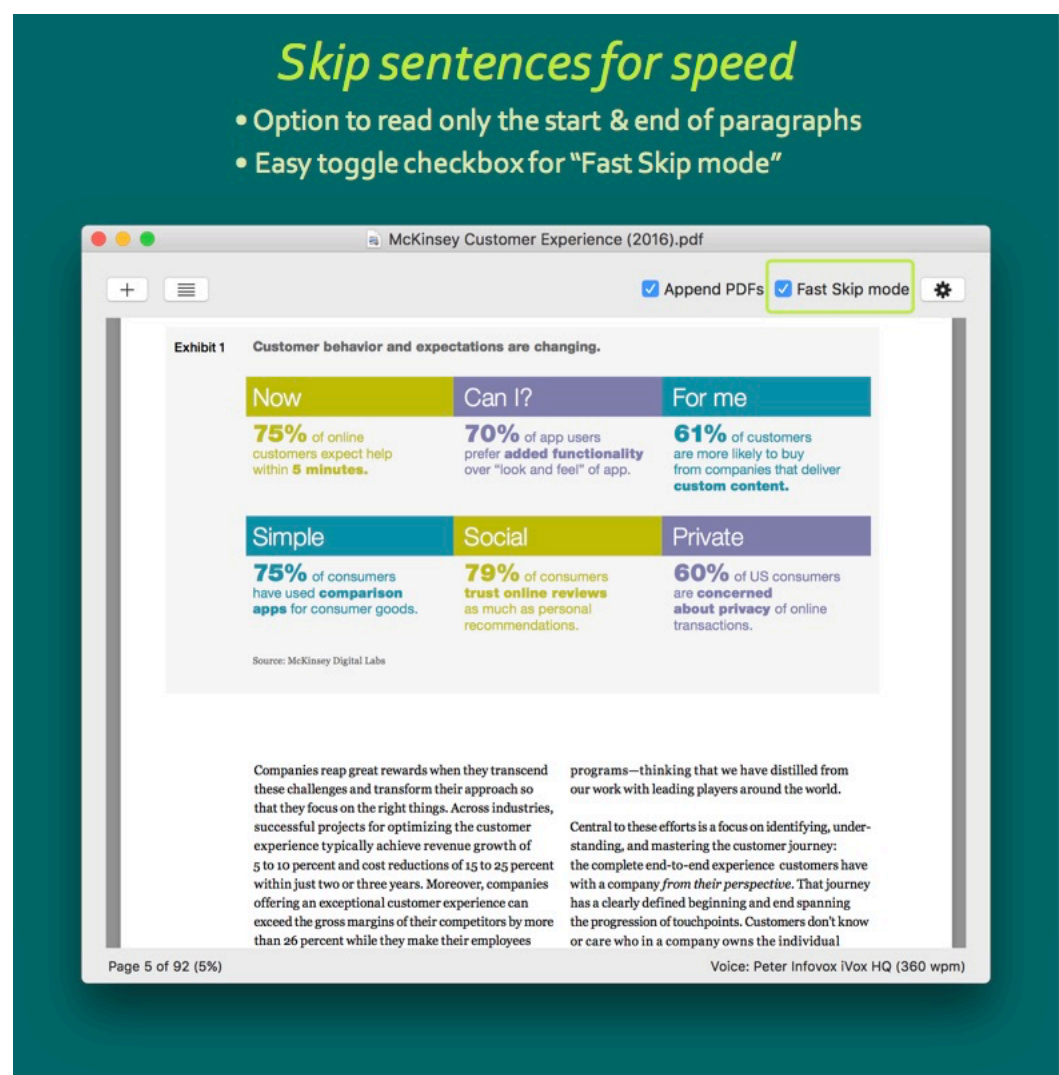 Skip sentences for speed
• Option to read only the start & end of paragraphs
• Easy toggle checkbox for “Fast Skip mode”
McKinsey Customer Experience (2016).pdf
+
Append PDFs
Fast Skip mode
Exhibit 1
Customer behavior and expectations are changing.
Now
75% of online
customers expect help
within 5 minutes.
Can I?
70% of app users
prefer added functionality
over “look and feel” of app.
For me
61% of customers
are more likely to buy
from companies that deliver
custom content.
Simple
75% of consumers
have used comparison
apps for consumer goods.
Social
79% of consumers
trust online reviews
as much as personal
recommendations.
Private
60% of US consumers
are concerned
about privacy of online
transactions.
Source: McKinsey Digital Labs
Companies reap great rewards when they transcend
these challenges and transform their approach so
that they focus on the right things. Across industries,
successful projects for optimizing the customer
experience typically achieve revenue growth of
5 to 10 percent and cost reductions of 15 to 25 percent
within just two or three years. Moreover, companies
offering an exceptional customer experience can
exceed the gross margins of their competitors by more
than 26 percent while they make their employees
programs—thinking that we have distilled from
our work with leading players around the world.
Central to these efforts is a focus on identifying, under-
standing, and mastering the customer journey:
the complete end-to-end experience customers have
with a company from their perspective. That journey
has a clearly defined beginning and end spanning
the progression of touchpoints. Customers don’t know
or care who in a company owns the individual
Page 5 of 92 (5%)
Voice: Peter Infovox iVox HQ (360 wpm)